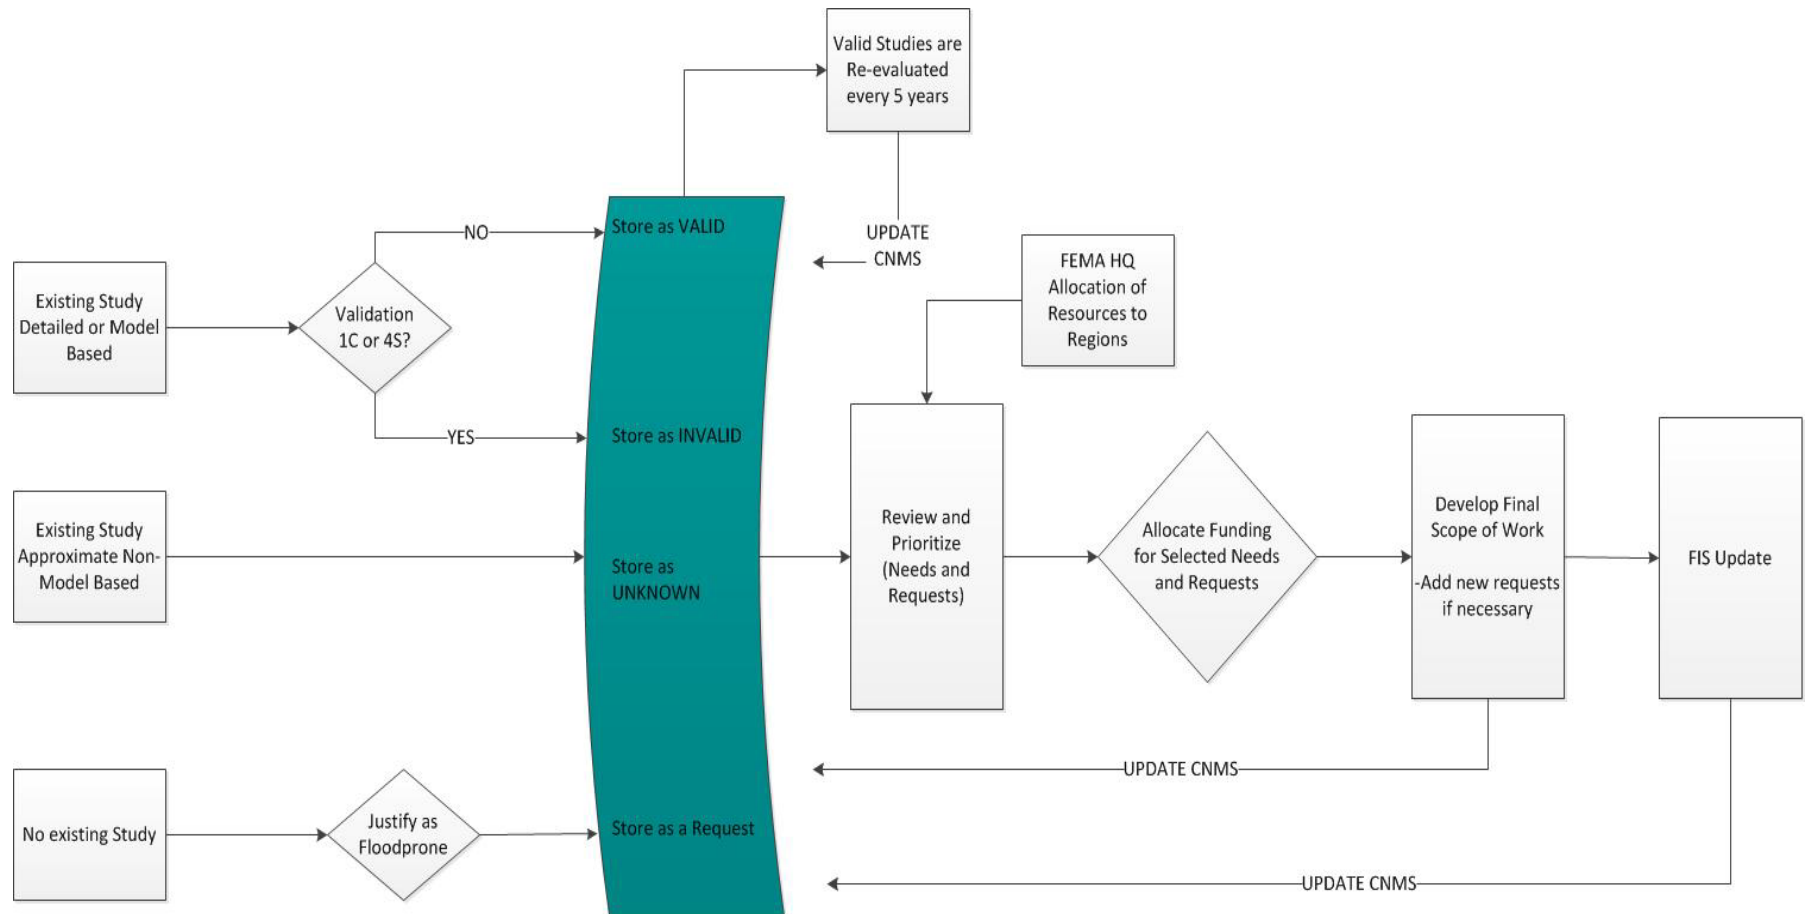 Valid Studies are
Re-evaluated
every 5 years
NO
Store as VALID
UPDATE
CNMS
FEMA HQ
Allocation of
Resources to
Regions
Existing Study
Detailed or Model
Based
Validation
1C or 4S?
YES
Store as INVALID
Existing Study
Approximate Non-
Model Based
Store as
UNKNOWN
Review and
Prioritize
(Needs and
Requests)
Allocate Funding
for Selected Needs
and Requests
Develop Final
Scope of Work
-Add new requests
if necessary
FIS Update
UPDATE CNMS
No existing Study
Justify as
Floodprone
Store as a Request
UPDATE CNMS